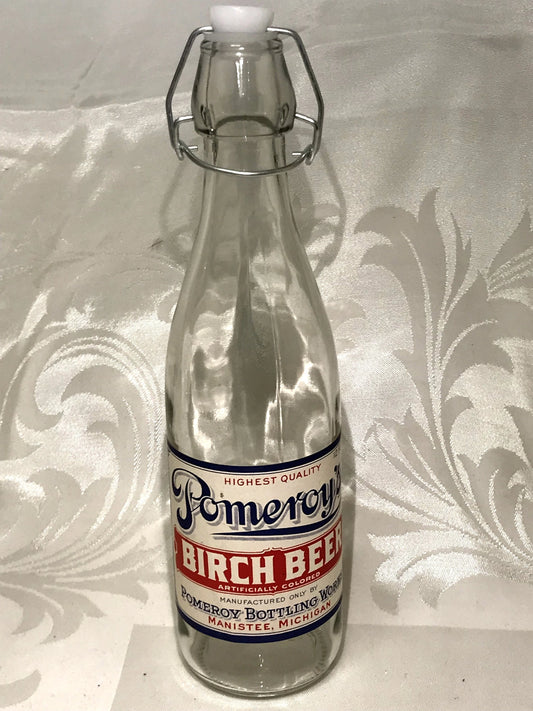 HIGHEST QUALITY
Pomeroy's
BIRCH BEER
ARTIFICIALLY COLORED
MANUFACTURED ONLY BY
POMEROY BOTTLING WORKS
MANISTEE, MICHIGAN